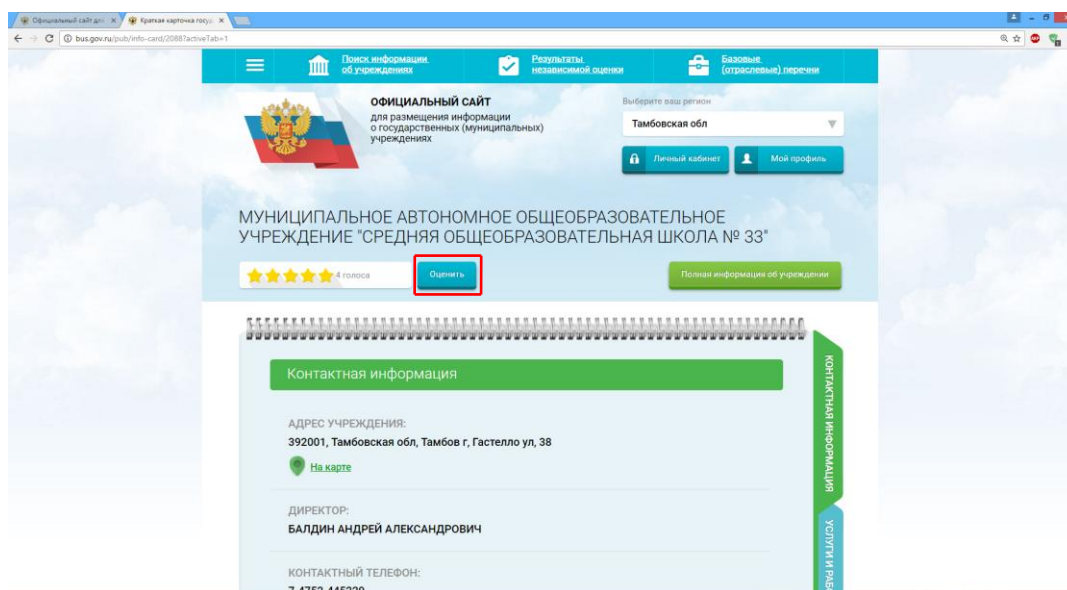 Официальный сайт для
Краткая карточка госуд
bus.gov.ru/pub/info-card/2088?activeTab=1
Поиск информации
об учреждениях
Результаты
независимой оценки
Базовые
(отраслевые) перечни
ОФИЦИАЛЬНЫЙ САЙТ
для размещения информации
о государственных (муниципальных)
учреждениях
Выберите ваш регион
Тамбовская обл
Личный кабинет
Мой профиль
МУНИЦИПАЛЬНОЕ АВТОНОМНОЕ ОБЩЕОБРАЗОВАТЕЛЬНОЕ
УЧРЕЖДЕНИЕ "СРЕДНЯЯ ОБЩЕОБРАЗОВАТЕЛЬНАЯ ШКОЛА № 33"
4 голоса
Оценить
Полная информация об учреждении
Контактная информация
КОНТАКТНАЯ ИНФОРМАЦИЯ
АДРЕС УЧРЕЖДЕНИЯ:
392001, Тамбовская обл, Тамбов г, Гастелло ул, 38
На карте
ДИРЕКТОР:
БАЛДИН АНДРЕЙ АЛЕКСАНДРОВИЧ
УСЛУГИ И РАБ
КОНТАКТНЫЙ ТЕЛЕФОН: